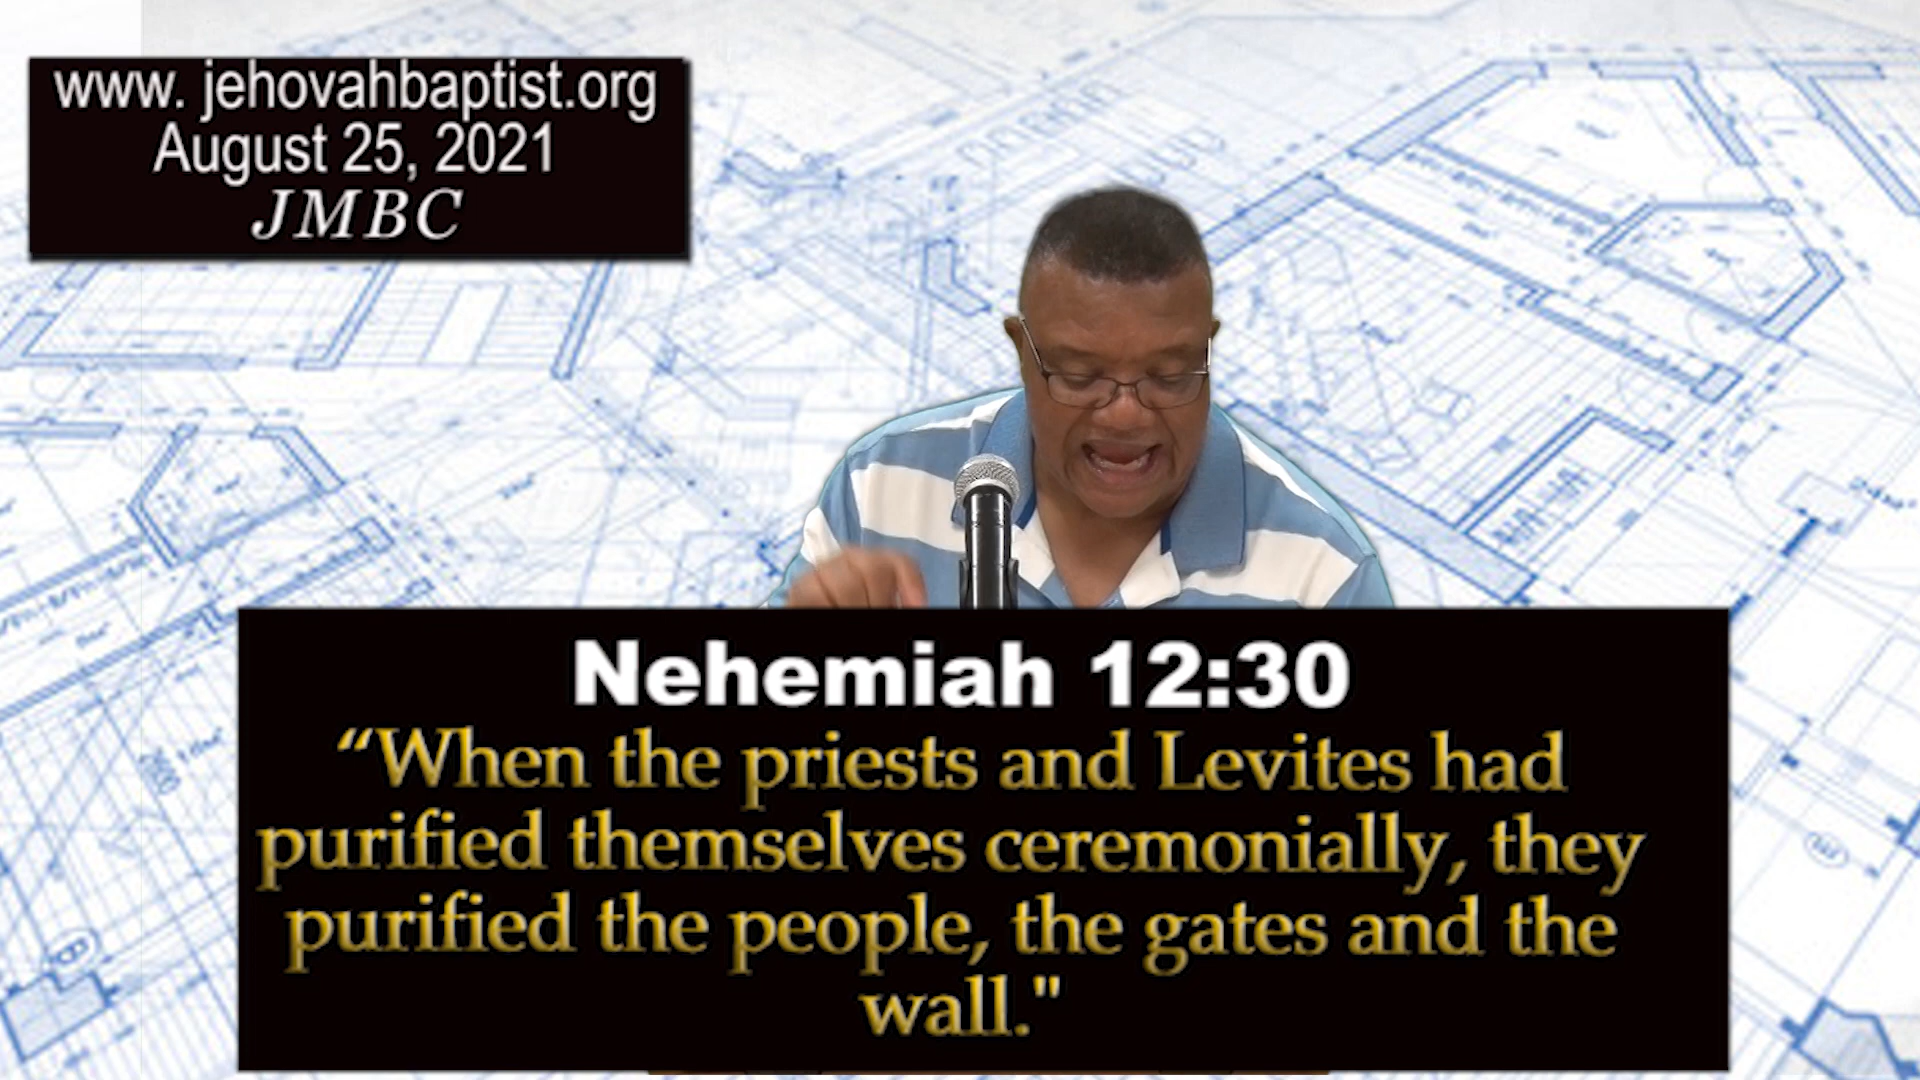 www. jehovahbaptist.org
August 25, 2021
JMBC
Nehemiah 12:30
“When the priests and Levites had
purified themselves ceremonially, they
purified the people, the gates and the
wall."